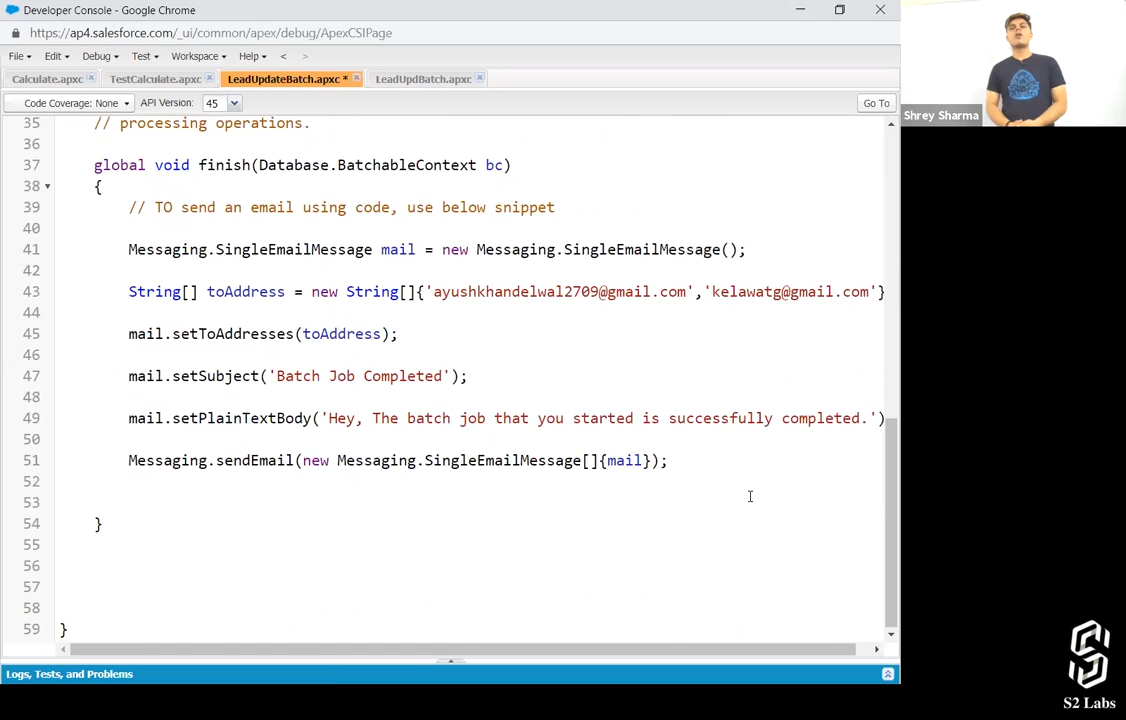 Developer Console - Google Chrome
https://ap4.salesforce.com/_ui/common/apex/debug/ApexCSIPage
File Edit Debug Test Workspace Help < >
Calculate.apxc TestCalculate.apxc LeadUpdateBatch.apxc * LeadUpdBatch.apxc
Code Coverage: None API Version: 45 Go To
Shrey Sharma
35 // processing operations.
36
37 global void finish(Database.BatchableContext bc)
38 {
39 // TO send an email using code, use below snippet
40
41 Messaging.SingleEmailMessage mail = new Messaging.SingleEmailMessage();
42
43 String[] toAddress = new String[]{'ayushkhandelwal2709@gmail.com','kelawatg@gmail.com'}
44
45 mail.setToAddresses(toAddress);
46
47 mail.setSubject('Batch Job Completed');
48
49 mail.setPlainTextBody('Hey, The batch job that you started is successfully completed.')
50
51 Messaging.sendEmail(new Messaging.SingleEmailMessage[]{mail});
52
53
54 }
55
56
57
58
59 }
Logs, Tests, and Problems
S2 Labs